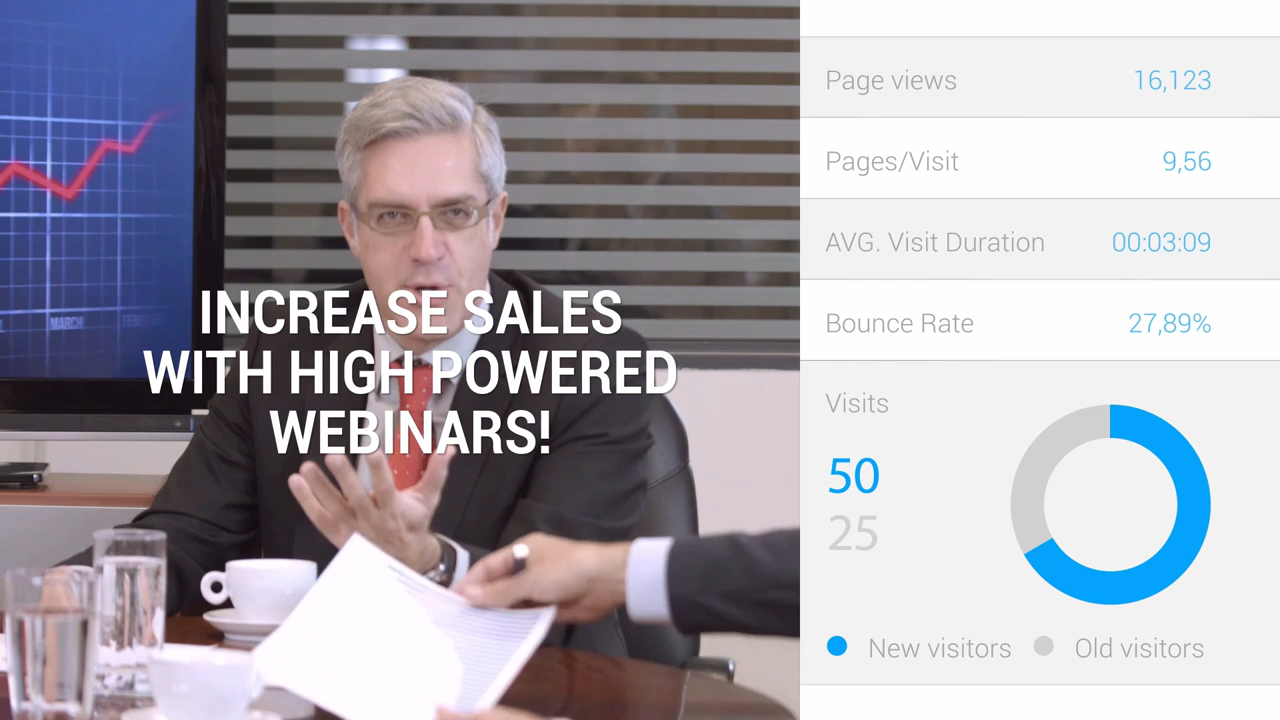 MARCH
INCREASE SALES
WITH HIGH POWERED
WEBINARS!
Page views 16,123
Pages/Visit 9,56
AVG. Visit Duration 00:03:09
Bounce Rate 27,89%
Visits
50
25
New visitors Old visitors